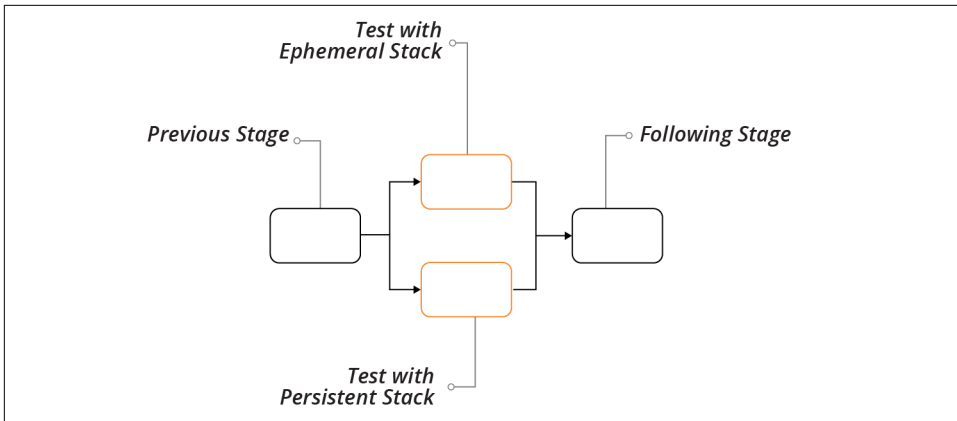 Test with
Ephemeral Stack
Previous Stage
Following Stage
Test with
Persistent Stack